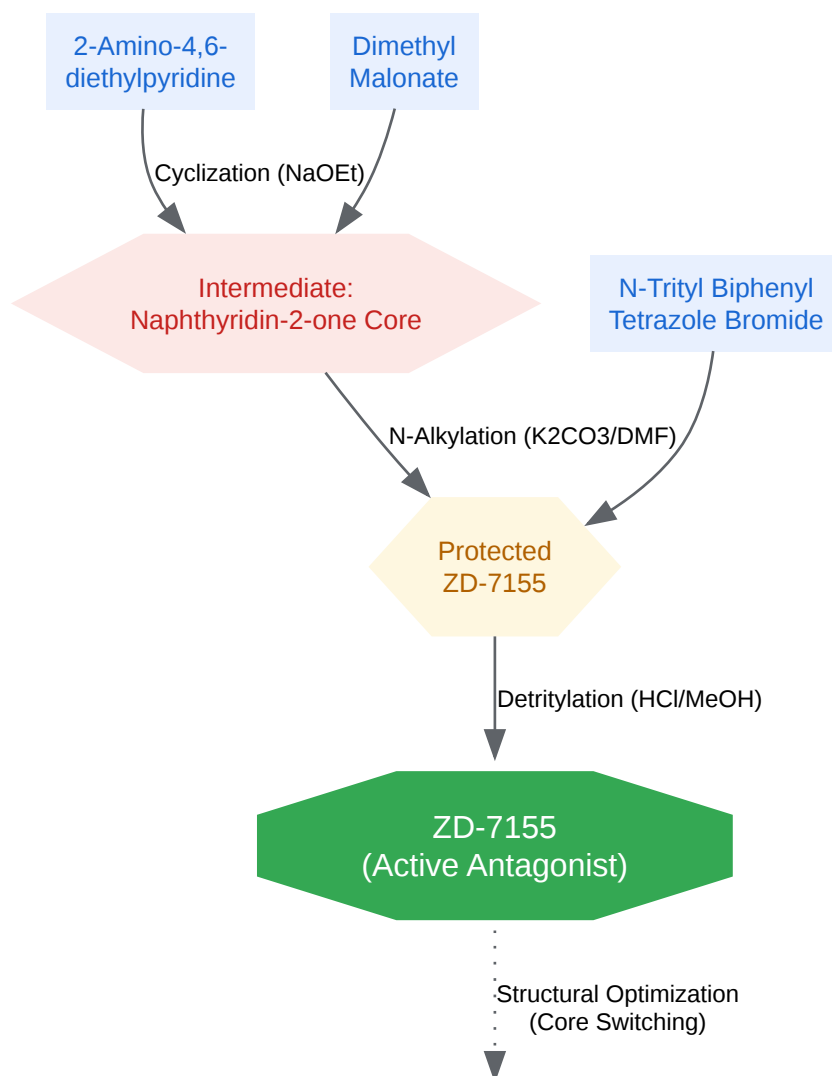 2-Amino-4,6-
diethylpyridine
Dimethyl
Malonate
Cyclization (NaOEt)
Intermediate:
Naphthyridin-2-one Core
N-Trityl Biphenyl
Tetrazole Bromide
N-Alkylation (K2CO3/DMF)
Protected
ZD-7155
Detritylation (HCl/MeOH)
ZD-7155
(Active Antagonist)
Structural Optimization
(Core Switching)